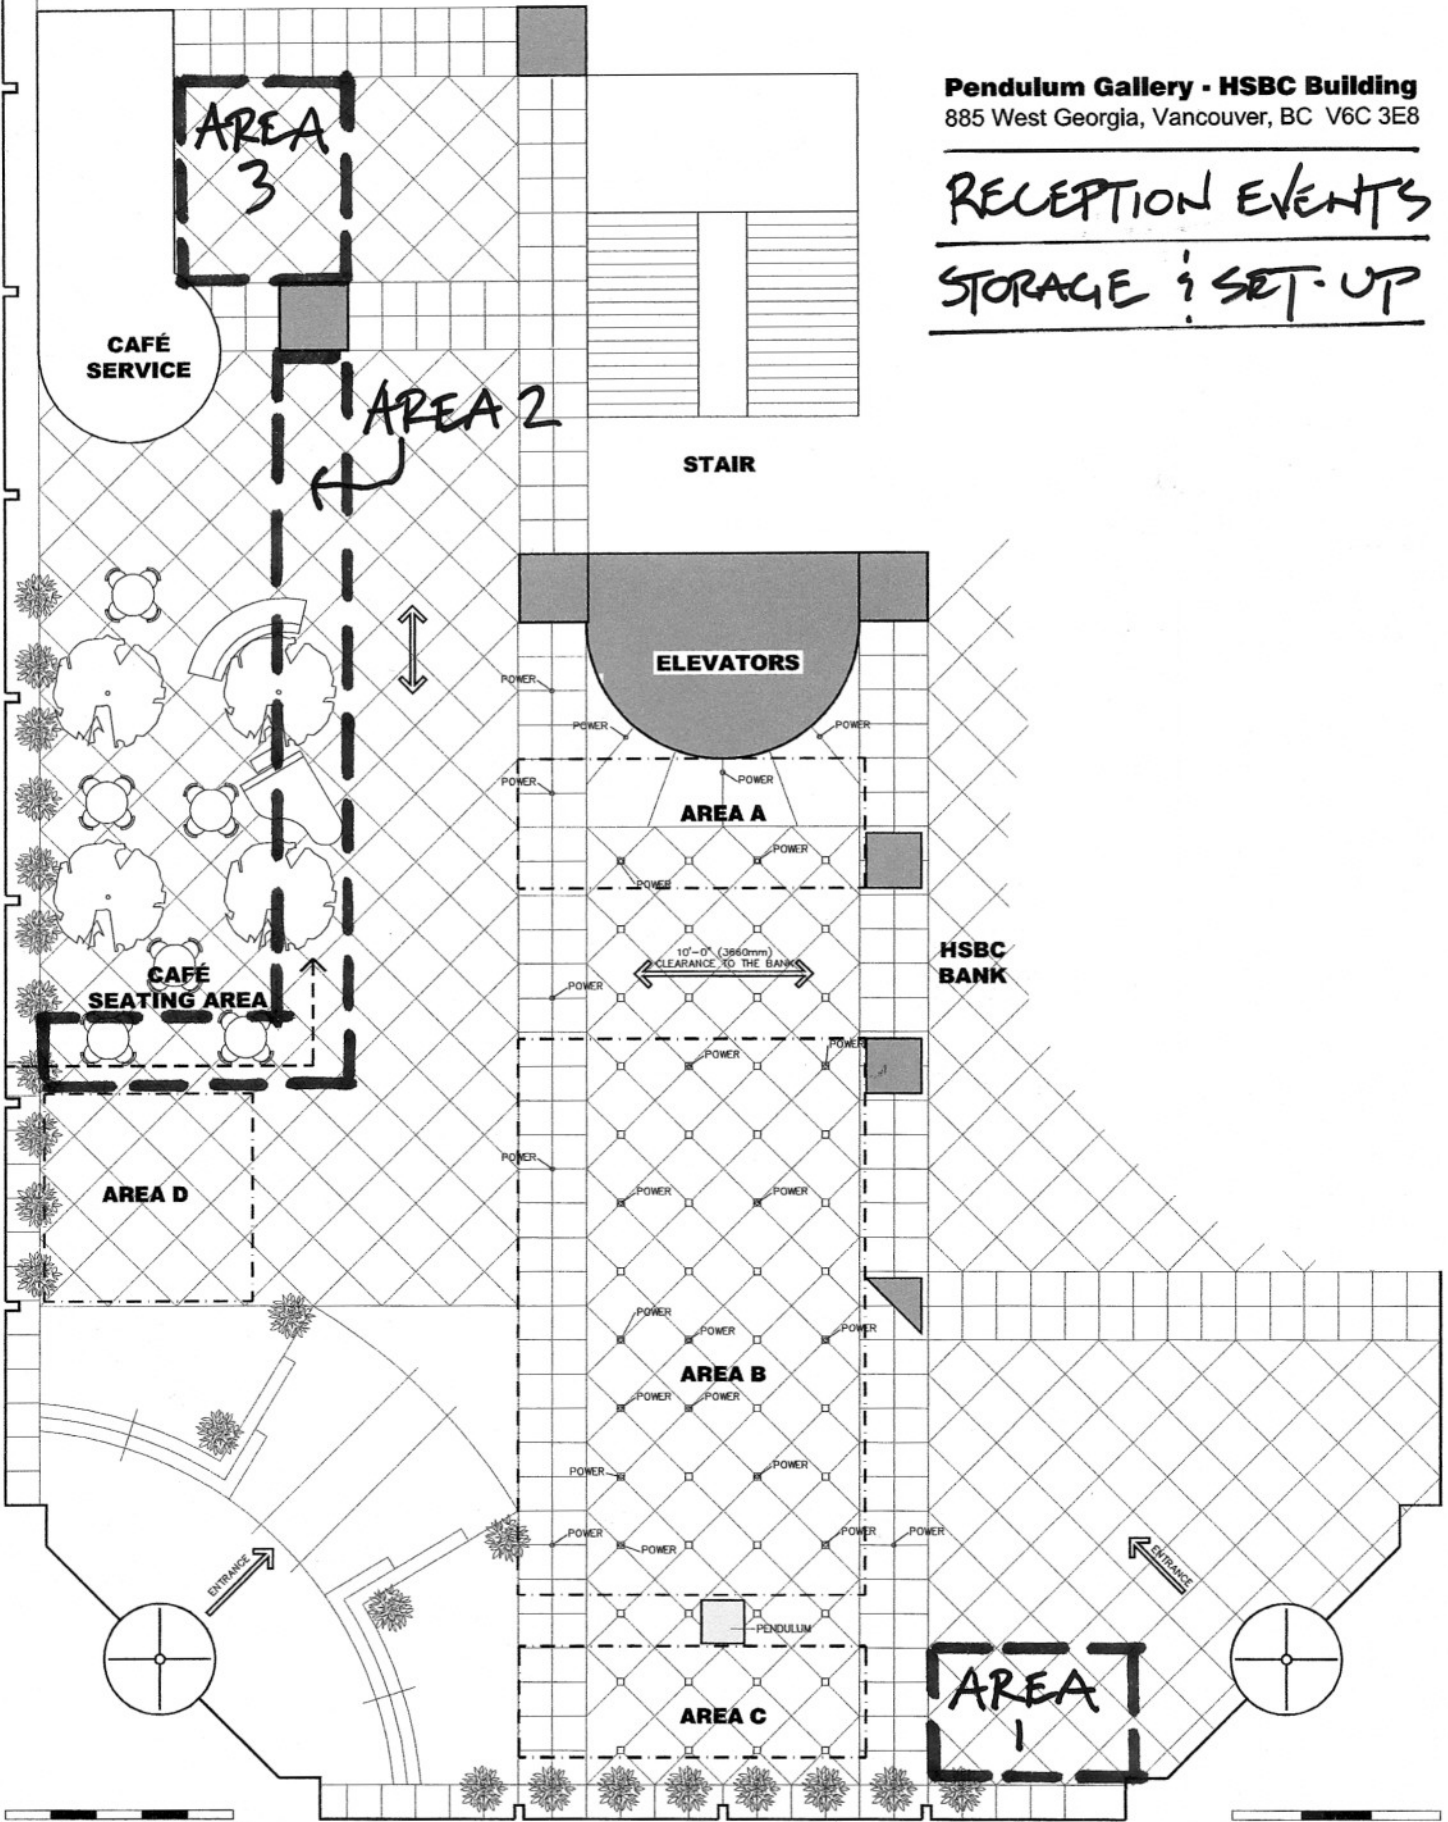 Pendulum Gallery - HSBC Building
885 West Georgia, Vancouver, BC V6C 3E8
RECEPTION EVENTS
STORAGE & SET-UP
AREA
3
CAFÉ
SERVICE
AREA 2
STAIR
ELEVATORS
POWER
POWER
POWER
POWER
POWER
AREA A
POWER
POWER
10'-0" (3660mm)
CLEARANCE TO THE BANK
HSBC
BANK
CAFÉ
SEATING AREA
POWER
POWER
POWER
POWER
AREA D
POWER
POWER
POWER
POWER
POWER
AREA B
POWER
POWER
POWER
POWER
POWER
POWER
POWER
POWER
ENTRANCE
ENTRANCE
PENDULUM
AREA
1
AREA C